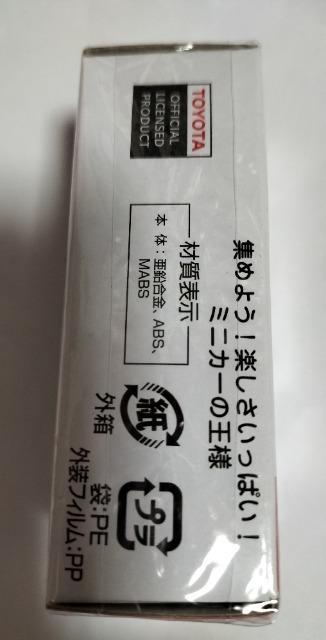 集めよう！楽しさいっぱい！
ミニカーの王様
TOYOTA
OFFICIAL
LICENSED
PRODUCT
材質表示
本 体：亜鉛合金、ABS、
MABS
紙
外箱
プラ
袋：PE
外装フィルム：PP